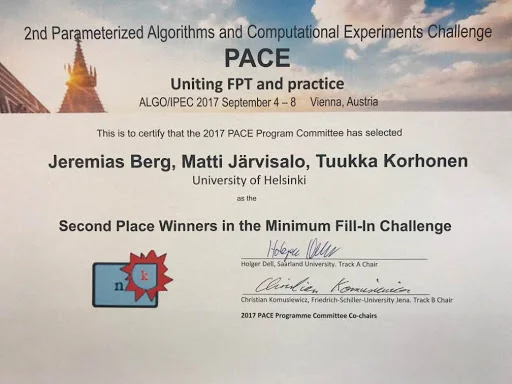 2nd Parameterized Algorithms and Computational Experiments Challenge
PACE
Uniting FPT and practice
ALGO/IPEC 2017 September 4 – 8 Vienna, Austria
This is to certify that the 2017 PACE Program Committee has selected
Jeremias Berg, Matti Järvisalo, Tuukka Korhonen
University of Helsinki
as the
Second Place Winners in the Minimum Fill-In Challenge
Holger Dell
Holger Dell, Saarland University. Track A Chair
n k
Christian Komusiewicz
Christian Komusiewicz, Friedrich-Schiller-University Jena. Track B Chair
2017 PACE Programme Committee Co-chairs